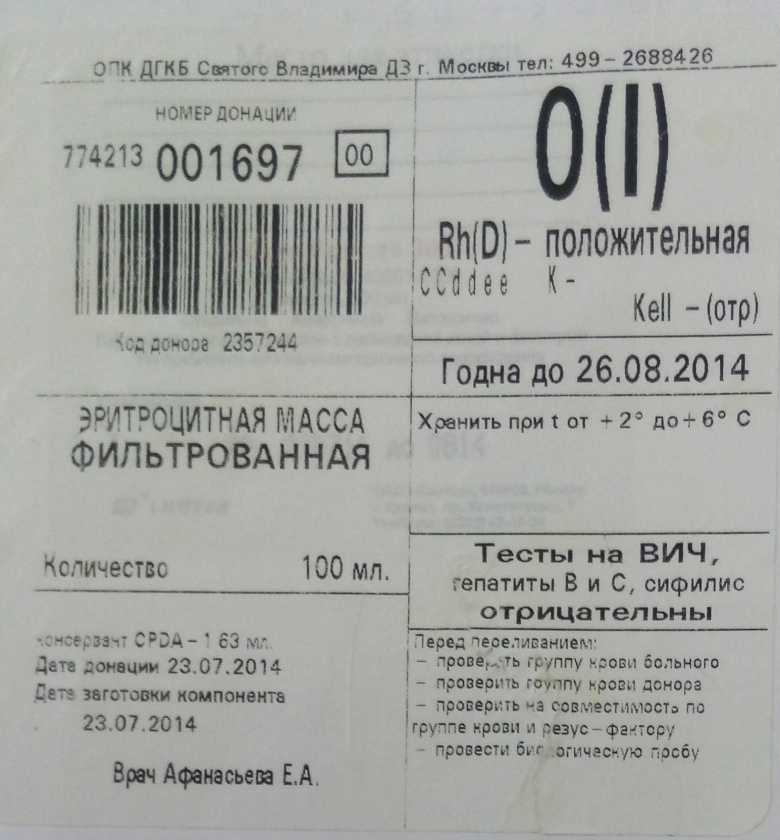 ОПК ДГКБ Святого Владимира ДЗ г. Москвы тел: 499-2688426
НОМЕР ДОНАЦИИ
774213 001697 00
Код донора 2357244
0(I)
Rh(D) - положительная
CCddee K-
Kell - (отр)
Годна до 26.08.2014
ЭРИТРОЦИТНАЯ МАССА
ФИЛЬТРОВАННАЯ
Количество 100 мл.
Хранить при t от +2° до +6° C
Тесты на ВИЧ,
гепатиты В и С, сифилис
отрицательны
консервант CPDA-1 63 мл.
Дата донации 23.07.2014
Дата заготовки компонента
23.07.2014
Врач Афанасьева Е.А.
Перед переливанием:
- проверить группу крови больного
- проверить группу крови донора
- проверить на совместимость по
группе крови и резус-фактору
- провести биологическую пробу